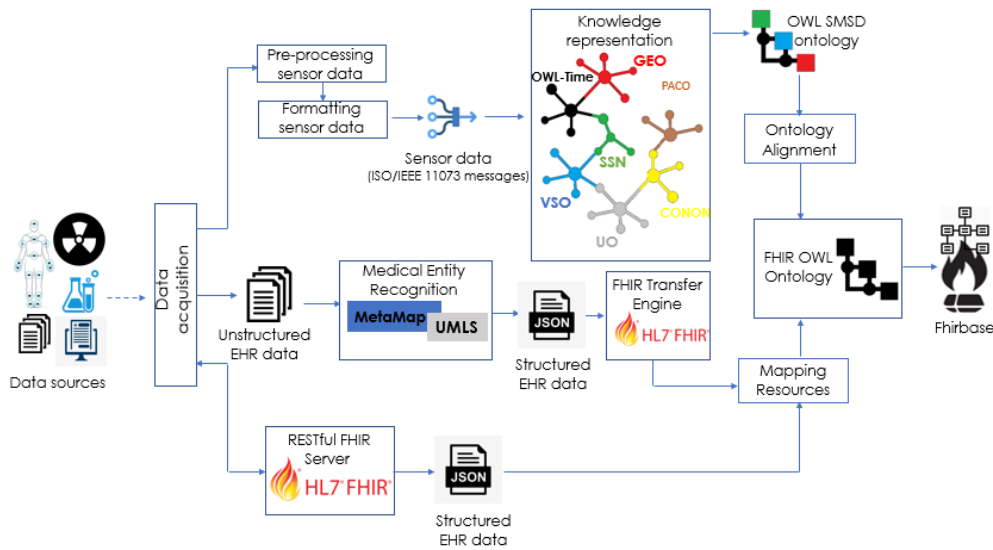 Knowledge
representation
GEO
OWL-Time
PACO
SSN
VSO
CONON
UO
OWL SMSD
ontology
Pre-processing
sensor data
Formatting
sensor data
Sensor data
(ISO/IEEE 11073 messages)
Ontology
Alignment
Data sources
Data
acquisition
Unstructured
EHR data
Medical Entity
Recognition
MetaMap
UMLS
JSON
Structured
EHR data
FHIR Transfer
Engine
HL7® FHIR®
FHIR OWL
Ontology
Fhirbase
Mapping
Resources
RESTful FHIR
Server
HL7® FHIR®
JSON
Structured
EHR data